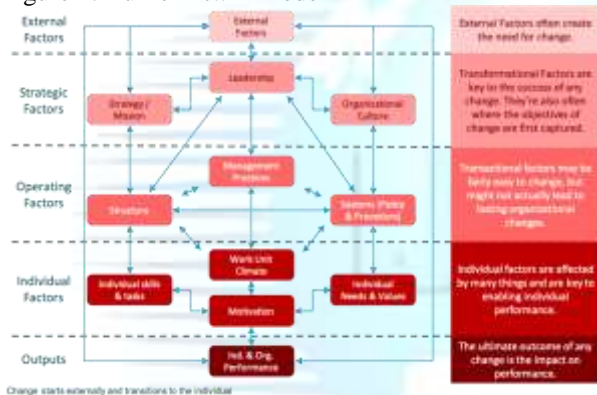 External
Factors
External
Factors
External Factors often create
the need for change.
Strategic
Factors
Leadership
Strategy /
Mission
Organisational
Culture
Transformational Factors are
key in the success of any
change. They're also often
where the objectives of
change are first captured.
Operating
Factors
Management
Practices
Structure
Systems (Policy
& Procedure)
Transactional factors may be
fairly easy to change, but
might not actually lead to
lasting organisational
changes.
Individual
Factors
Work Unit
Climate
Individual skills
& tasks
Motivation
Individual
Needs & Values
Individual factors are affected
by many things and are key to
enabling individual
performance.
Outputs
Ind. & Org.
Performance
The ultimate outcome of any
change is the impact on
performance.
Change starts externally and transitions to the individual